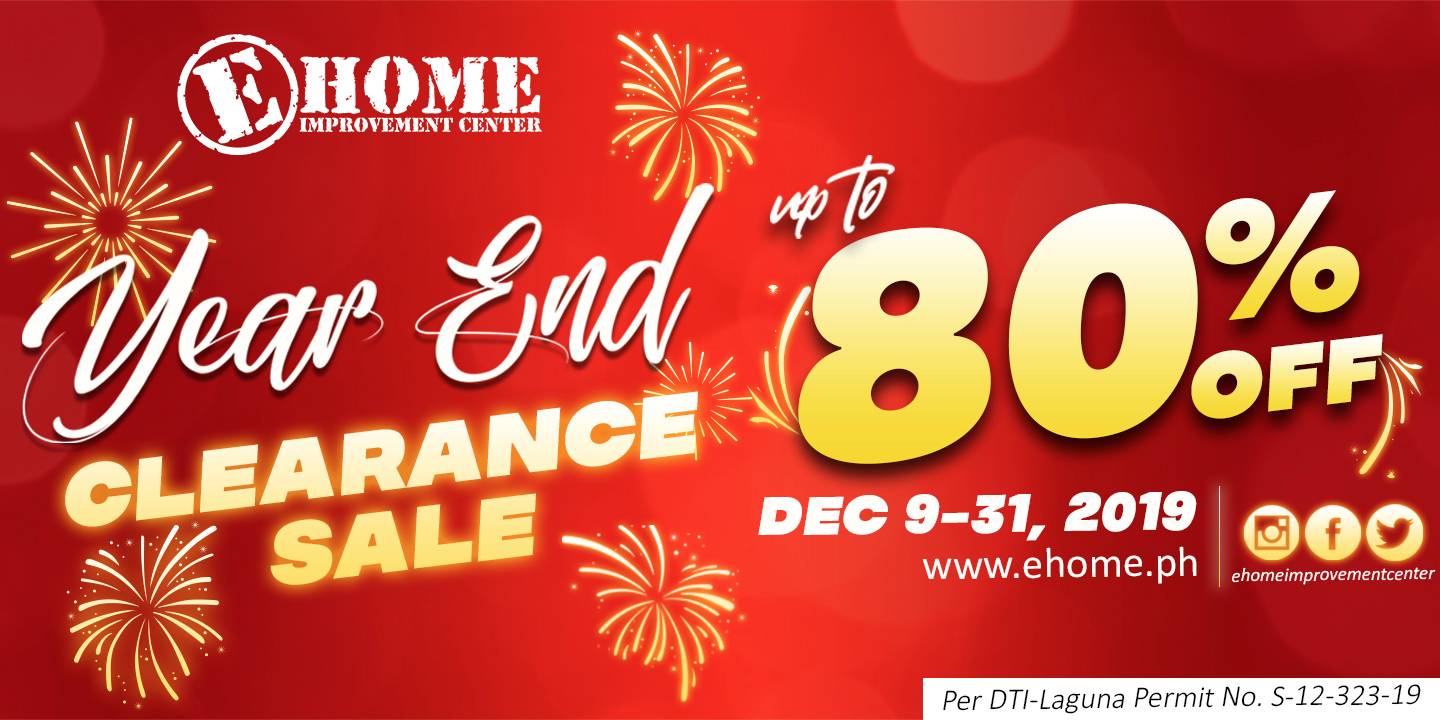 EHOME
IMPROVEMENT CENTER
Year End
CLEARANCE
SALE
up to
80%
OFF
DEC 9-31, 2019
www.ehome.ph
ehomeimprovementcenter
Per DTI-Laguna Permit No. S-12-323-19